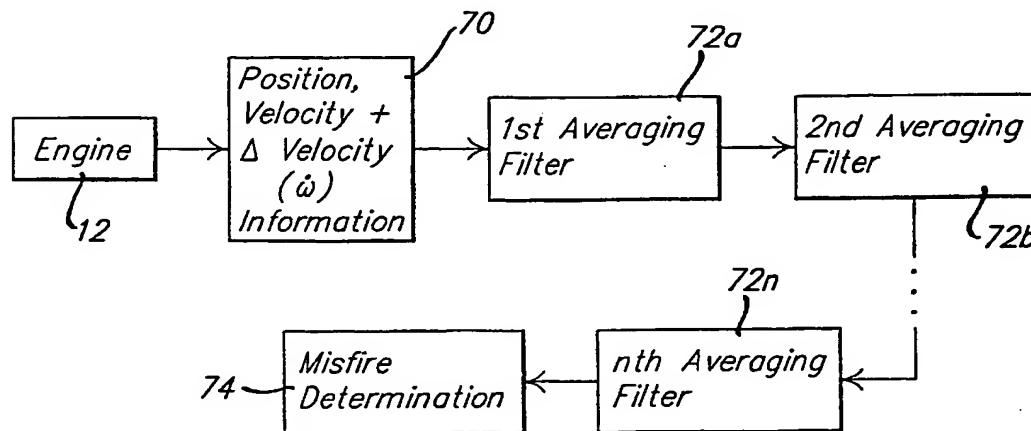 70
72a
Position,
Velocity +
Δ Velocity
(ω̇)
Information
Engine
1st Averaging
Filter
2nd Averaging
Filter
12
72b
72n
Misfire
Determination
nth Averaging
Filter
74